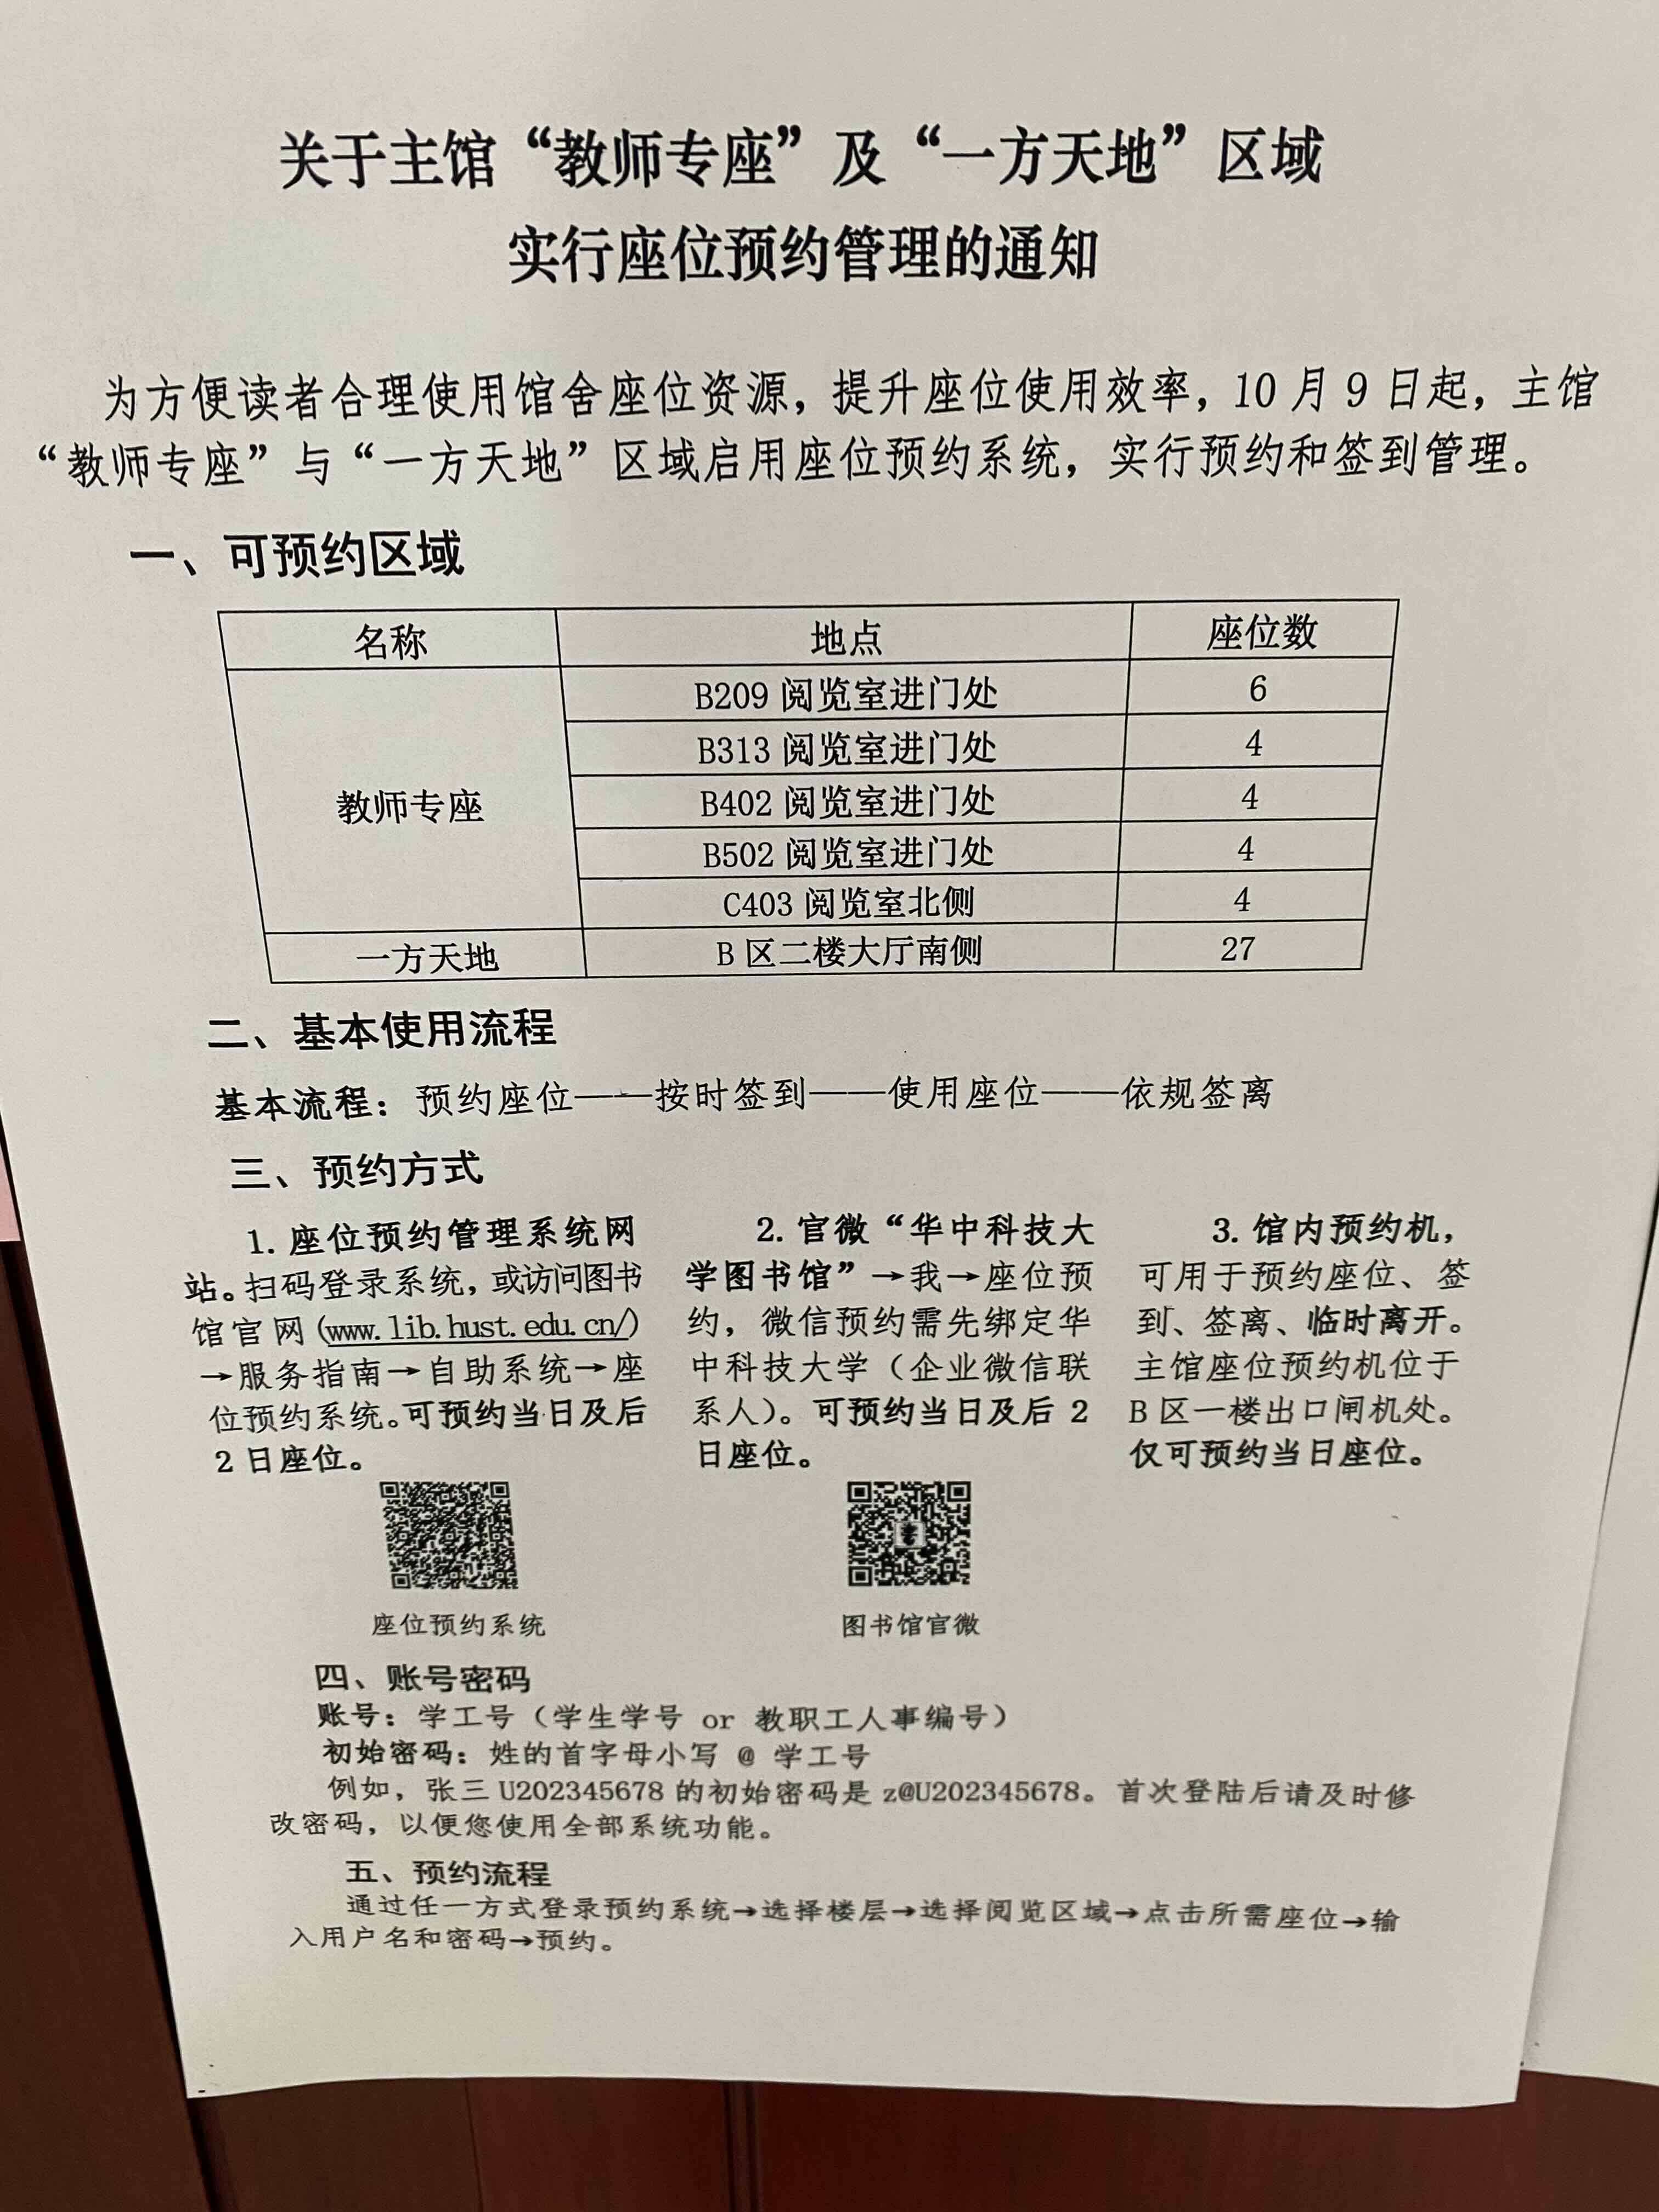 关于主馆“教师专座”及“一方天地”区域
实行座位预约管理的通知
为方便读者合理使用馆舍座位资源，提升座位使用效率，10月9日起，主馆
“教师专座”与“一方天地”区域启用座位预约系统，实行预约和签到管理。
一、可预约区域
名称 地点 座位数
教师专座
B209 阅览室进门处 6
B313 阅览室进门处 4
B402 阅览室进门处 4
B502 阅览室进门处 4
C403 阅览室北侧 4
一方天地 B区二楼大厅南侧 27
二、基本使用流程
基本流程：预约座位——按时签到——使用座位——依规签离
三、预约方式
1. 座位预约管理系统网
站。扫码登录系统，或访问图书
馆官网(www.lib.hust.edu.cn/)
→服务指南→自助系统→座
位预约系统。可预约当日及后
2日座位。
座位预约系统
2. 官微“华中科技大
学图书馆”→我→座位预
约，微信预约需先绑定华
中科技大学（企业微信联
系人）。可预约当日及后2
日座位。
图书馆官微
3. 馆内预约机，
可用于预约座位、签
到、签离、临时离开。
主馆座位预约机位于
B区一楼出口闸机处。
仅可预约当日座位。
四、账号密码
账号：学工号（学生学号 or 教职工人事编号）
初始密码：姓的首字母小写 @ 学工号
例如，张三U202345678的初始密码是z@U202345678。首次登陆后请及时修
改密码，以便您使用全部系统功能。
五、预约流程
通过任一方式登录预约系统→选择楼层→选择阅览区域→点击所需座位→输
入用户名和密码→预约。